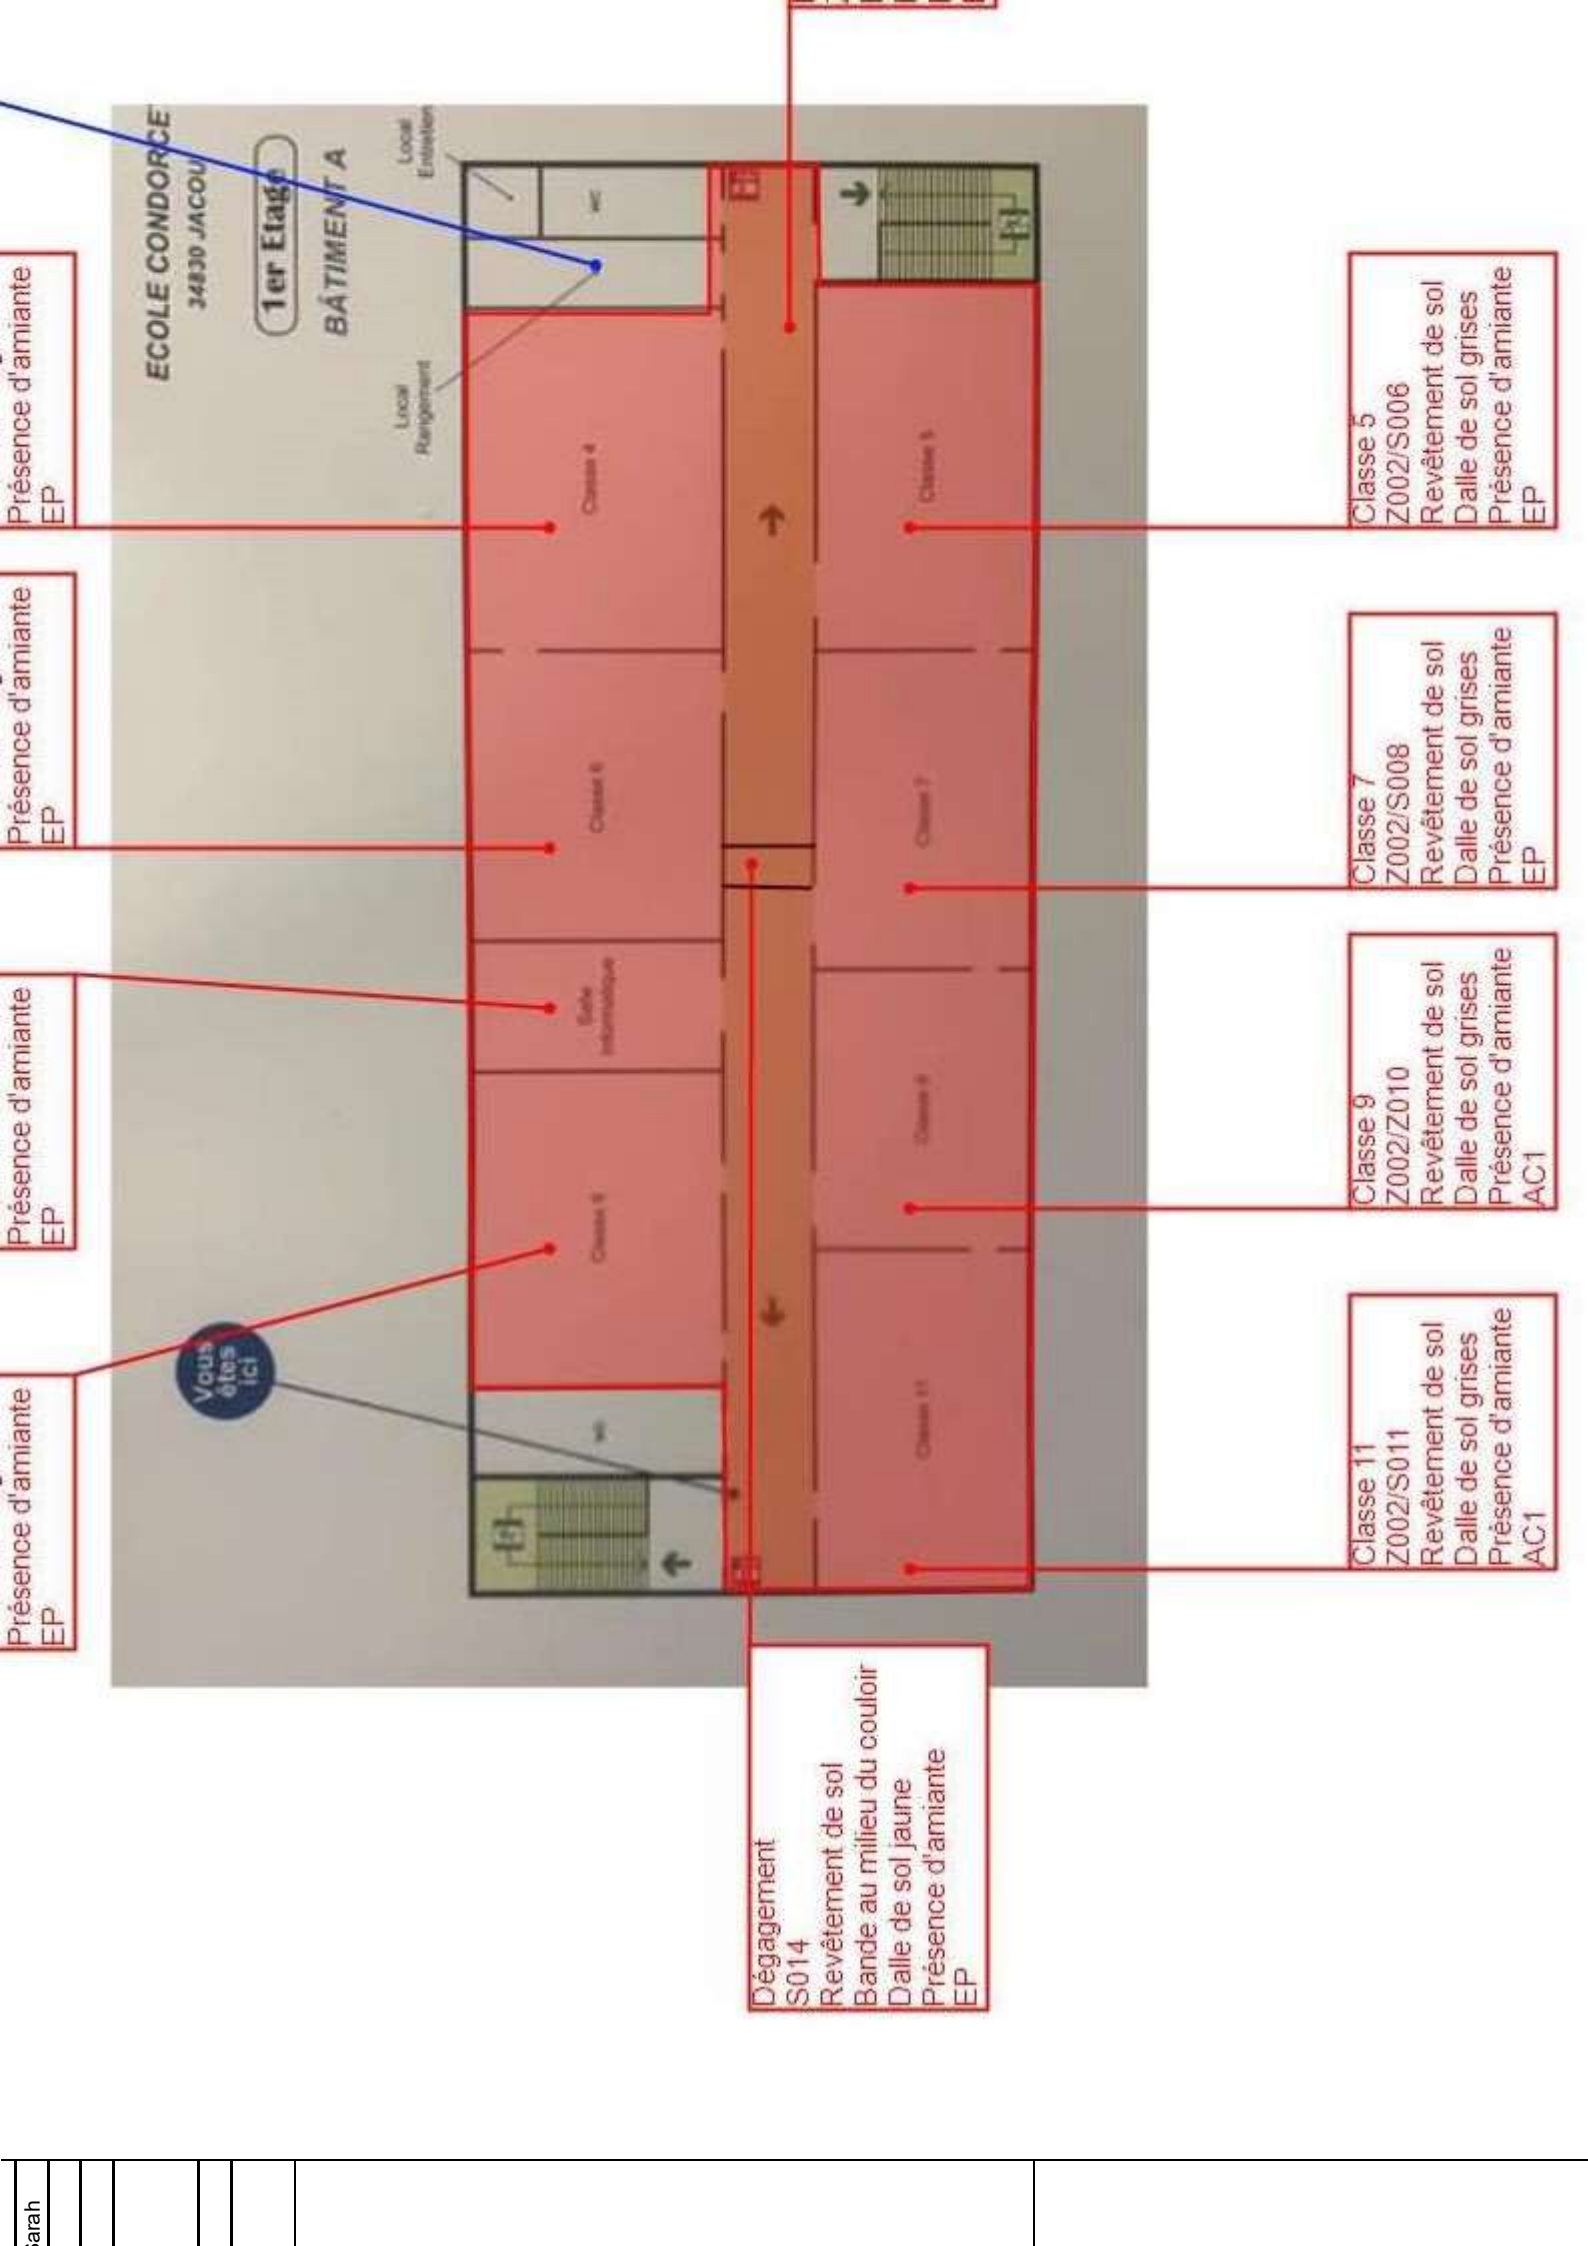 Présence d'amiante
EP
Présence d'amiante
EP
Présence d'amiante
EP
Présence d'amiante
EP
Vous
êtes
ici
ECOLE CONDORCET
34830 JACOU
1er Etage
BÂTIMENT A
Local
Rangement
Local
Entretien
WC
Salle
Informatique
Classe 6
Classe 4
WC
Classe 11
Classe 7
Classe 5
Dégagement
S014
Revêtement de sol
Bande au milieu du couloir
Dalle de sol jaune
Présence d'amiante
EP
Classe 11
Z002/S011
Revêtement de sol
Dalle de sol grises
Présence d'amiante
AC1
Classe 9
Z002/Z010
Revêtement de sol
Dalle de sol grises
Présence d'amiante
AC1
Classe 7
Z002/S008
Revêtement de sol
Dalle de sol grises
Présence d'amiante
EP
Classe 5
Z002/S006
Revêtement de sol
Dalle de sol grises
Présence d'amiante
EP
Sarah